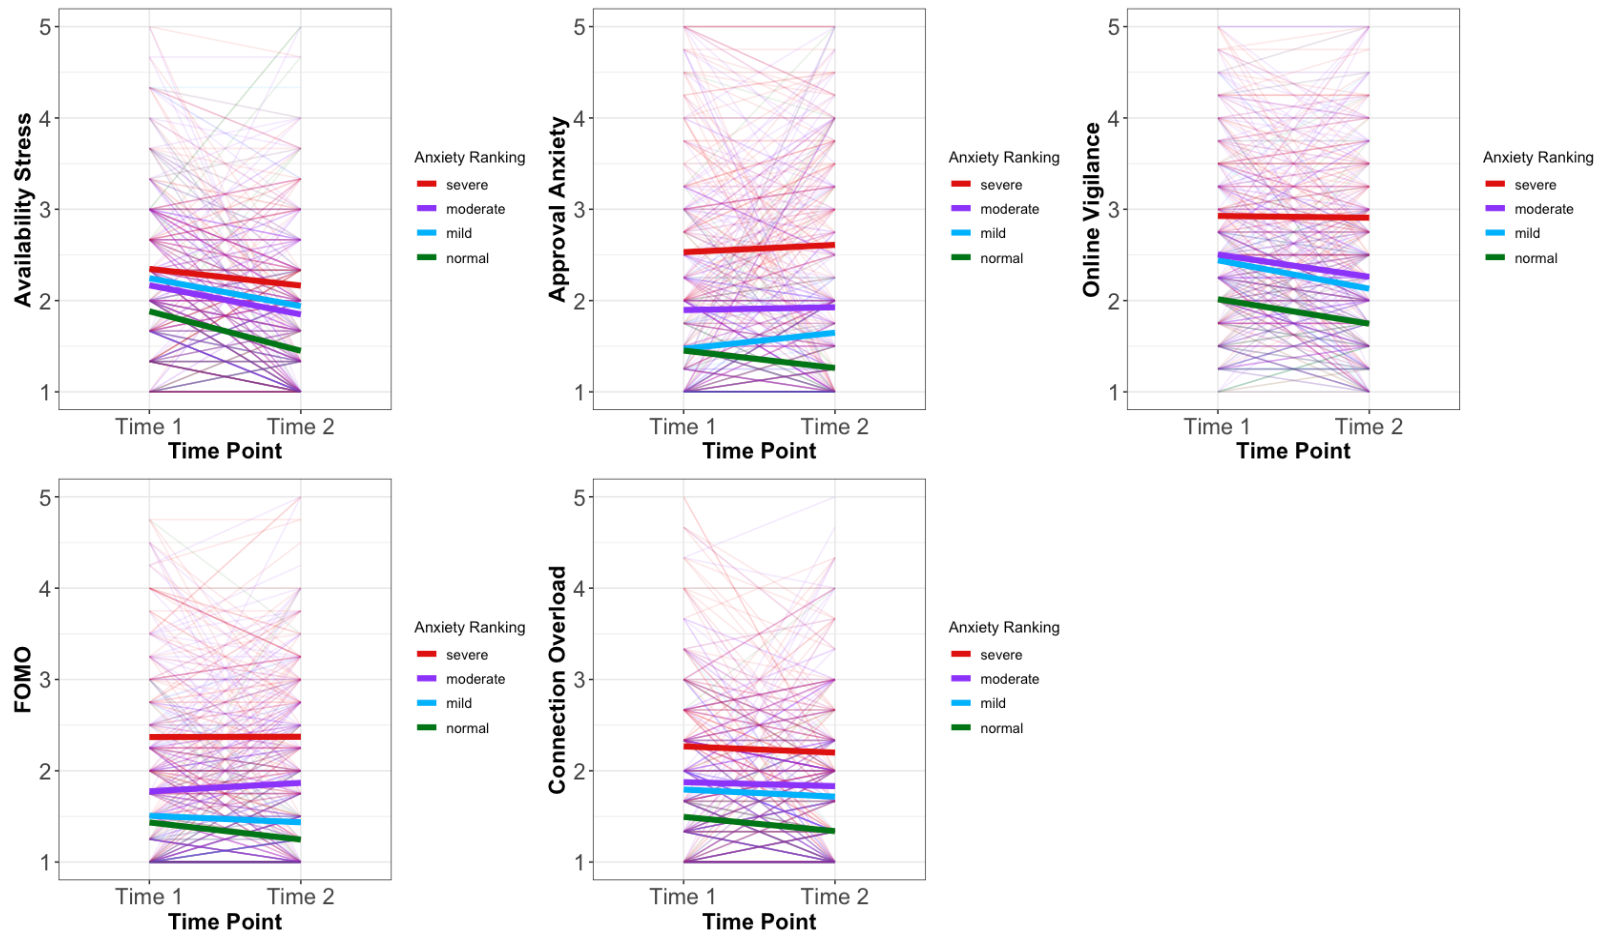 Availability Stress
5
4
3
2
1
Time 1 Time 2
Time Point
Anxiety Ranking
severe
moderate
mild
normal
Approval Anxiety
5
4
3
2
1
Time 1 Time 2
Time Point
Anxiety Ranking
severe
moderate
mild
normal
Online Vigilance
5
4
3
2
1
Time 1 Time 2
Time Point
Anxiety Ranking
severe
moderate
mild
normal
FOMO
5
4
3
2
1
Time 1 Time 2
Time Point
Anxiety Ranking
severe
moderate
mild
normal
Connection Overload
5
4
3
2
1
Time 1 Time 2
Time Point
Anxiety Ranking
severe
moderate
mild
normal